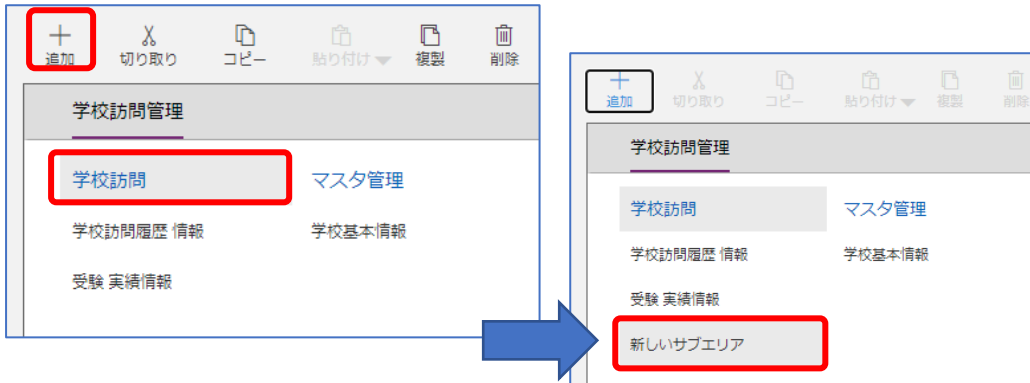 追加 切り取り コピー 貼り付け 複製 削除
学校訪問管理
学校訪問 マスタ管理
学校訪問履歴 情報 学校基本情報
受験 実績情報
追加 切り取り コピー 貼り付け 複製 削除
学校訪問管理
学校訪問 マスタ管理
学校訪問履歴 情報 学校基本情報
受験 実績情報
新しいサブエリア